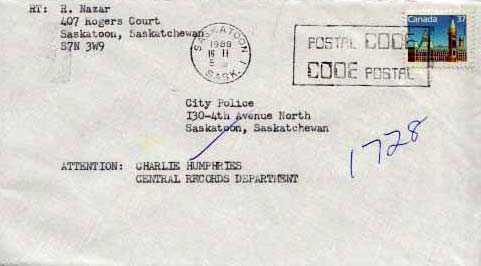 RT: R. Nazar
407 Rogers Court
Saskatoon, Saskatchewan
S7N 3W9
SASKATOON 1
1989
SASK.
POSTAL CODE
CODE POSTAL
Canada 37
City Police
130-4th Avenue North
Saskatoon, Saskatchewan
1728
ATTENTION: CHARLIE HUMPHRIES
CENTRAL RECORDS DEPARTMENT